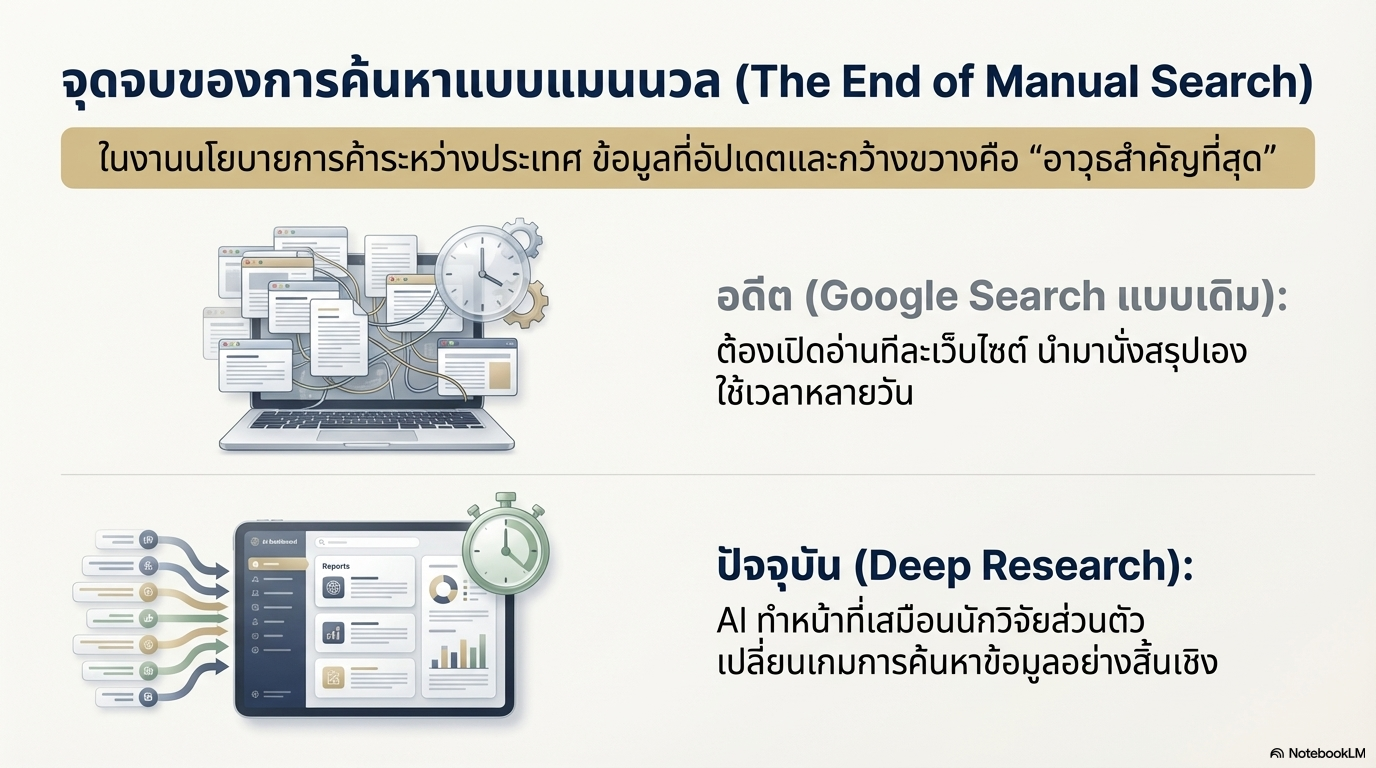 จุดจบของการค้นหาแบบแมนนวล (The End of Manual Search)
ในงานนโยบายการค้าระหว่างประเทศ ข้อมูลที่อัปเดตและกว้างขวางคือ “อาวุธสำคัญที่สุด”
อดีต (Google Search แบบเดิม):
ต้องเปิดอ่านทีละเว็บไซต์ นำมานั่งสรุปเอง
ใช้เวลาหลายวัน
Reports
ปัจจุบัน (Deep Research):
AI ทำหน้าที่เสมือนนักวิจัยส่วนตัว
เปลี่ยนเกมการค้นหาข้อมูลอย่างสิ้นเชิง
NotebookLM